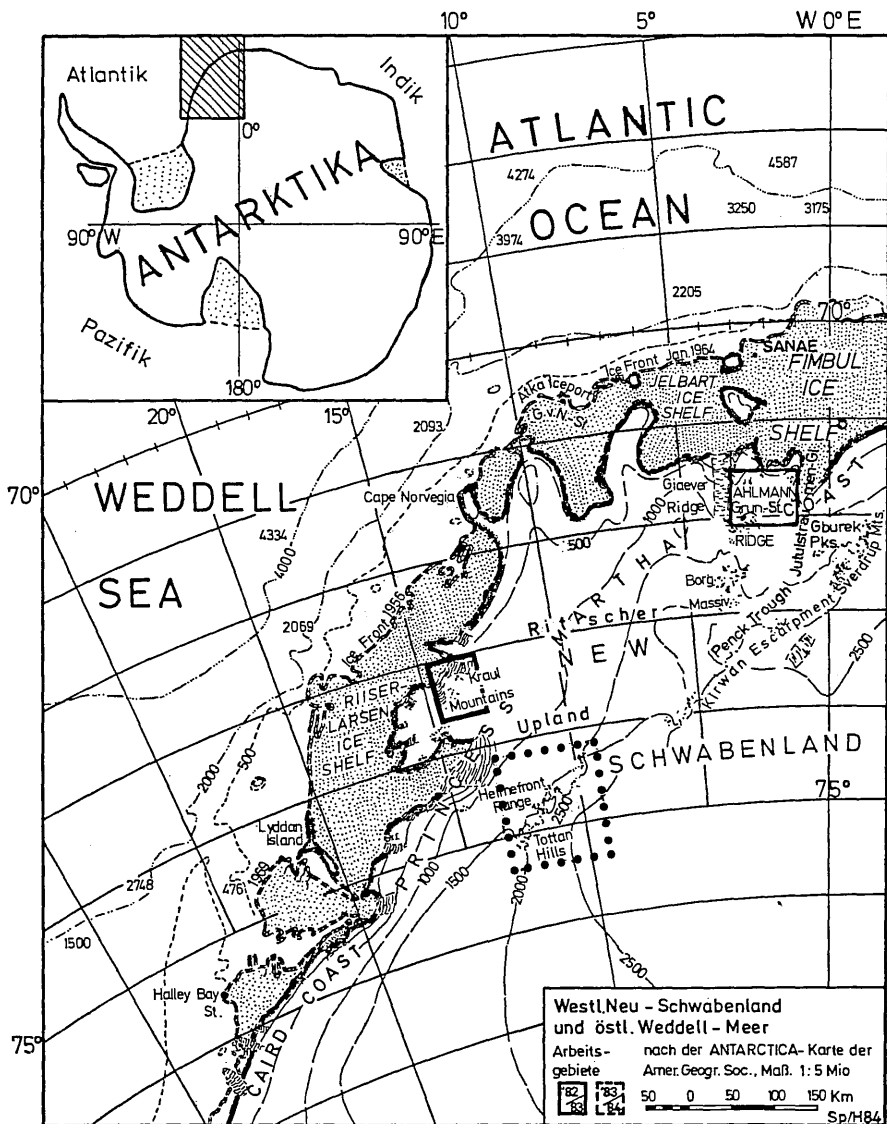 10° 5° W 0° E
Atlantik
Indik
0°
ANTARKTIKA
90° W
90°E
Pazifik
180°
ATLANTIC
OCEAN
4274
4587
3250
3175
3974
2205
70°
Ice Front Jan. 1964
SANAE
FIMBUL
ICE
SHELF
JELBART
ICE
SHELF
Atka Iceport
G.v.N. St.
20°
15°
2093
70°
WEDDELL
SEA
Cape Norvegia
4334
4000
2069
Ice Front 1956
Giaever
Ridge
1000
500
AHLMANN
Grun.-St.
RIDGE
Gburek
Pks.
Borg
Massiv
Penck Trough
Jutulstraumen Gl.
Kirwan Escarpment
Sverdrup Mts.
2500
PRINCESS MARTHA COAST
Ritscher
Upland
NEW
SCHWABENLAND
Kraul
Mountains
RIISER
LARSEN
ICE
SHELF
500
2000
75°
Heimefront
Range
2500
Tottan
Hills
Lyddan
Island
2748
476
1969
1500
1000
1500
2000
2500
Halley Bay
St.
CAIRD COAST
75°
Westl. Neu-Schwabenland
und östl. Weddell-Meer
Arbeits-
gebiete
nach der ANTARCTICA-Karte der
Amer. Geogr. Soc., Maß. 1:5 Mio
'82
83
'83
'84
50 0 50 100 150 Km
Sp/H84